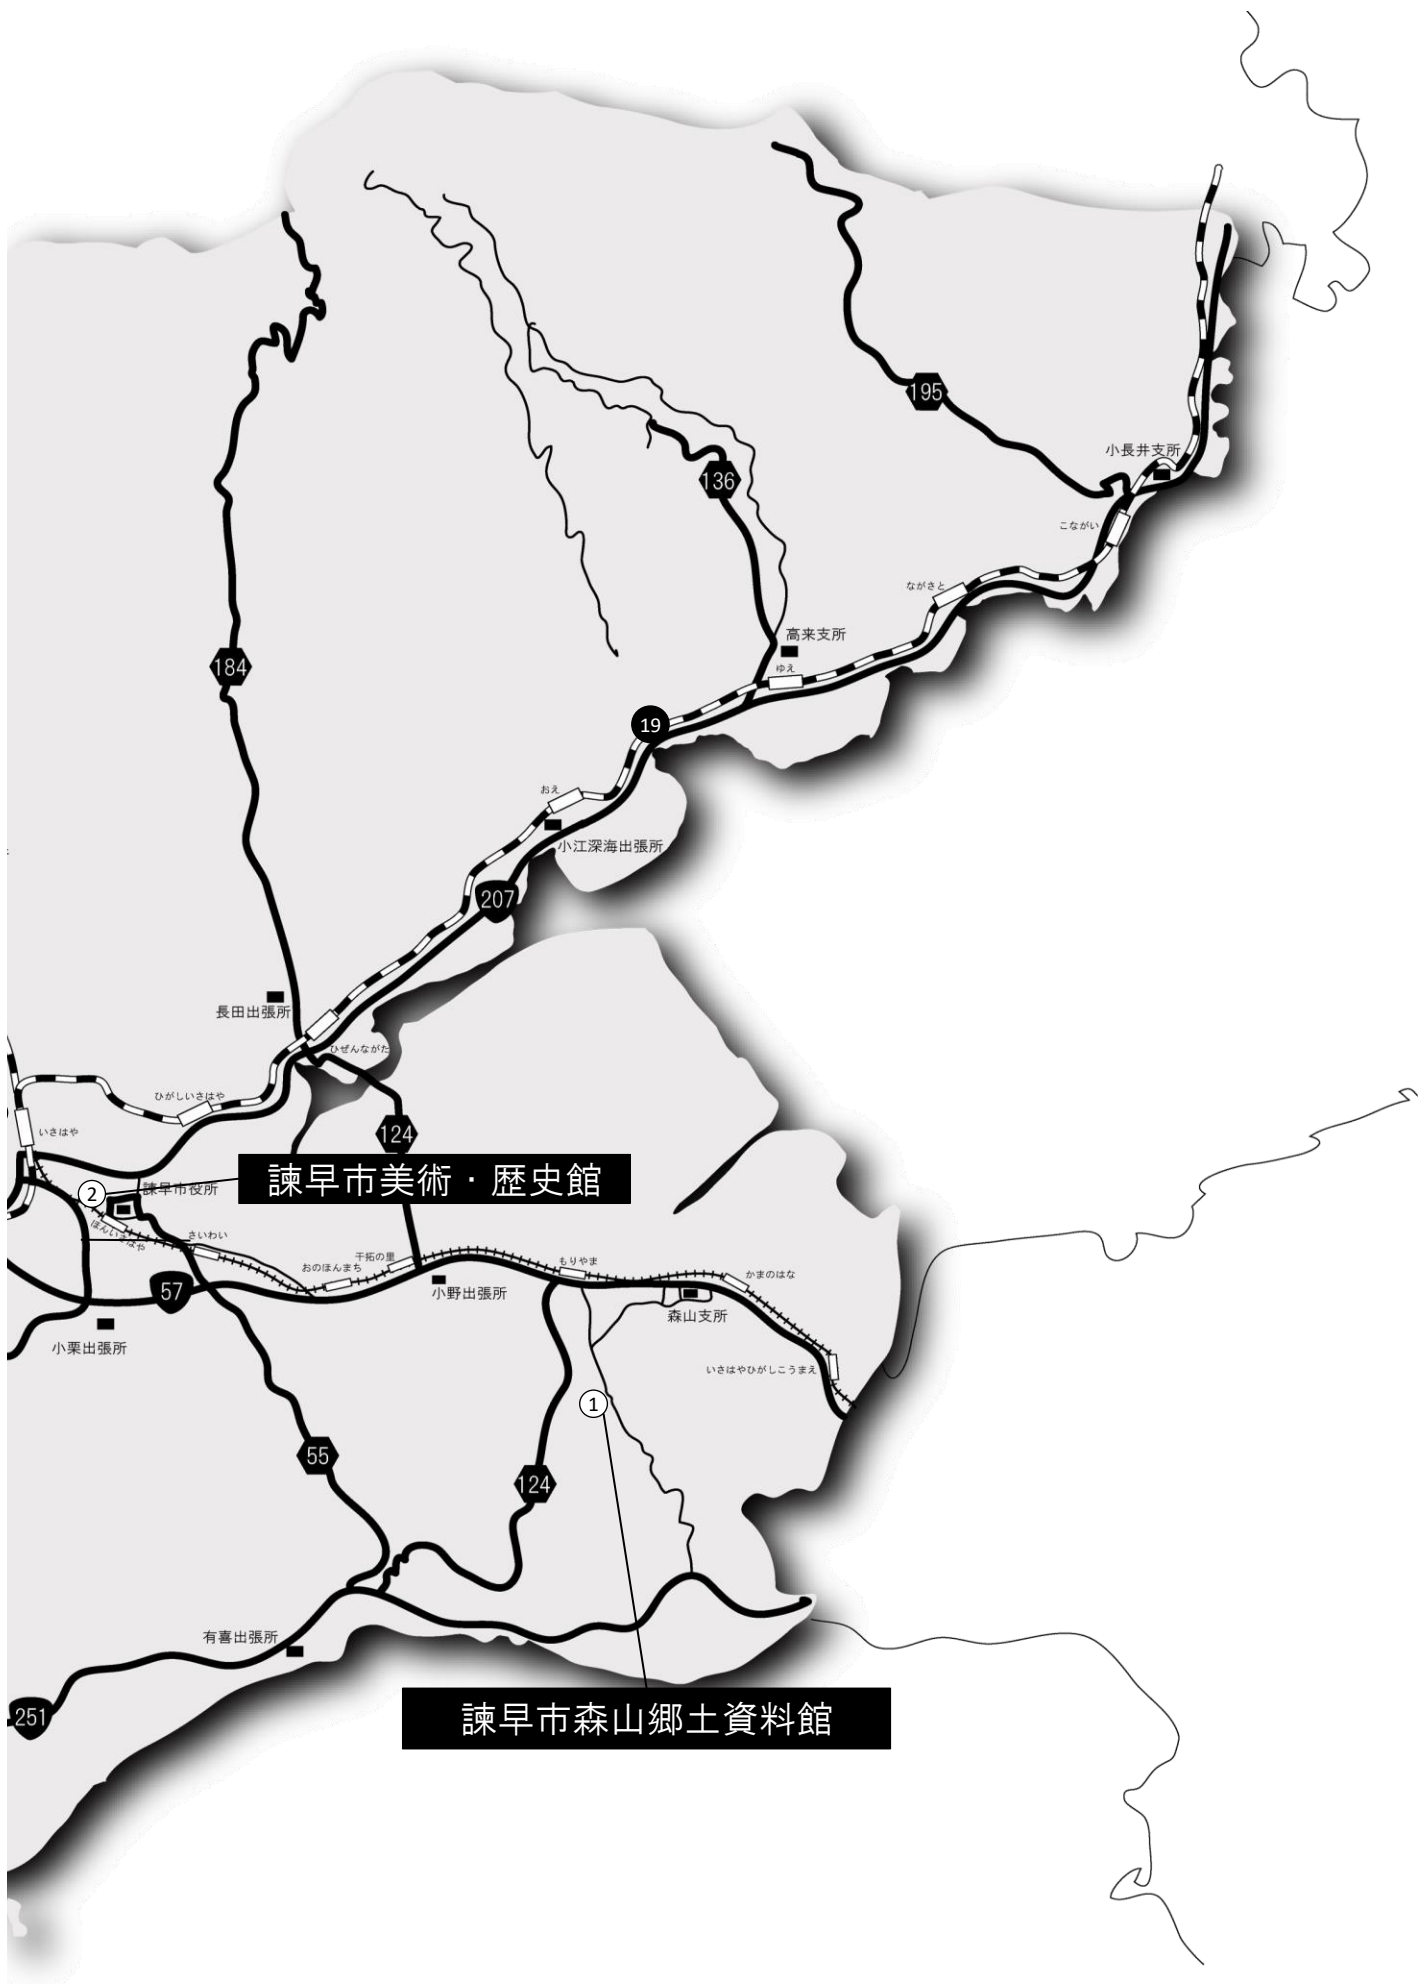 195
小長井支所
136
こながい
ながさと
高来支所
184
ゆえ
19
おえ
小江深海出張所
207
長田出張所
ひぜんながた
ひがしいさはや
いさはや
124
諫早市美術・歴史館
2
諫早市役所
ほんいさはや
さいわい
干拓の里
おのほんまち
もりやま
かまのはな
57
小野出張所
森山支所
小栗出張所
いさはやひがしこうまえ
1
55
124
有喜出張所
251
諫早市森山郷土資料館